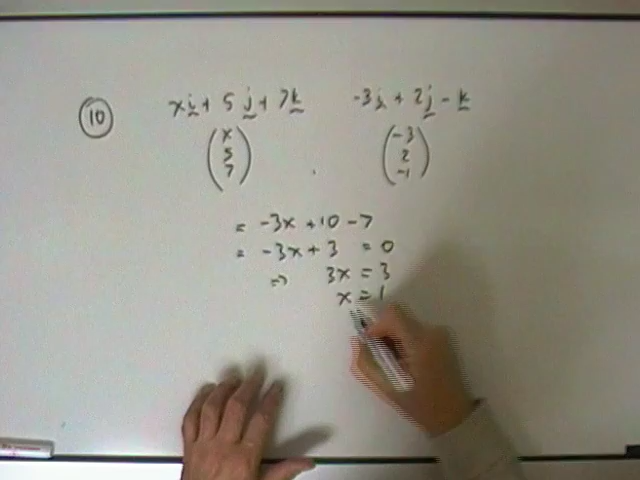 10 xi + 5j + 7k -3i + 2j - k
(x 5 7) . (-3 2 -1)
= -3x + 10 - 7
= -3x + 3 = 0
=> 3x = 3
x = 1